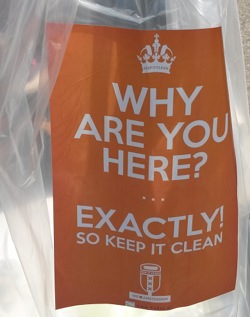 WHY
ARE YOU
HERE?
...
EXACTLY!
SO KEEP IT CLEAN